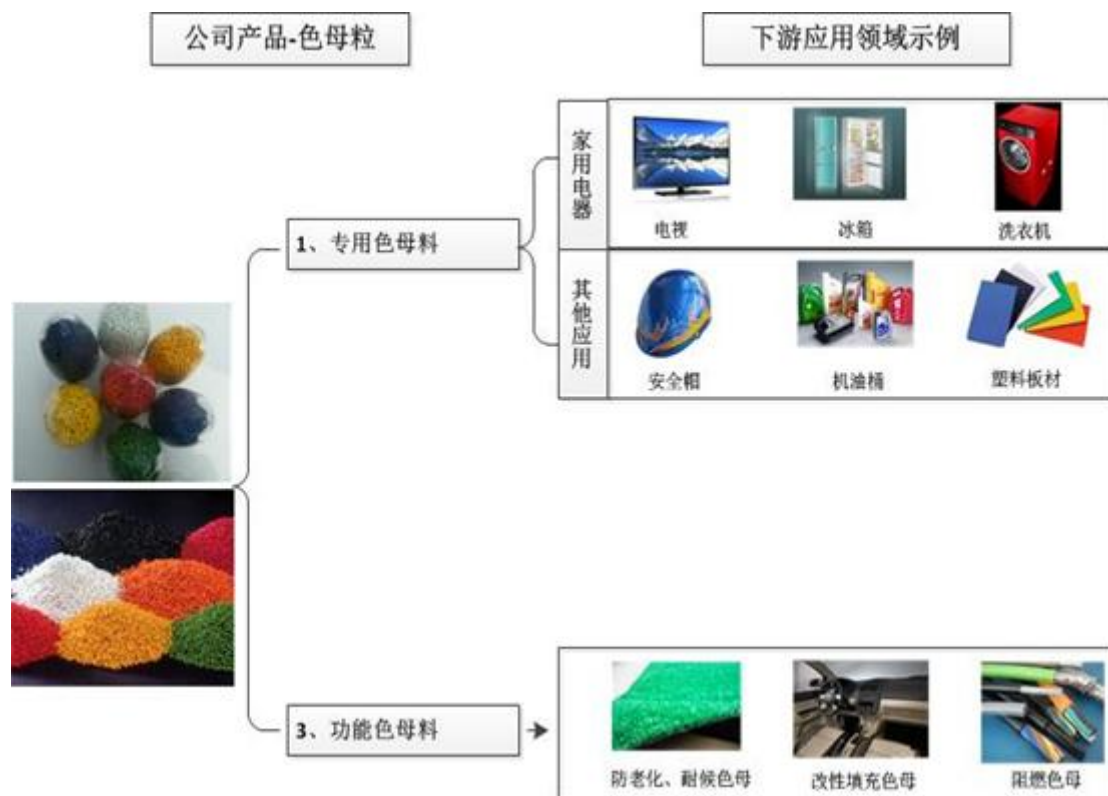 公司产品-色母粒
下游应用领域示例
1、专用色母料
家用电器
电视
冰箱
洗衣机
其他应用
安全帽
机油桶
塑料板材
3、功能色母料
防老化、耐候色母
改性填充色母
阻燃色母